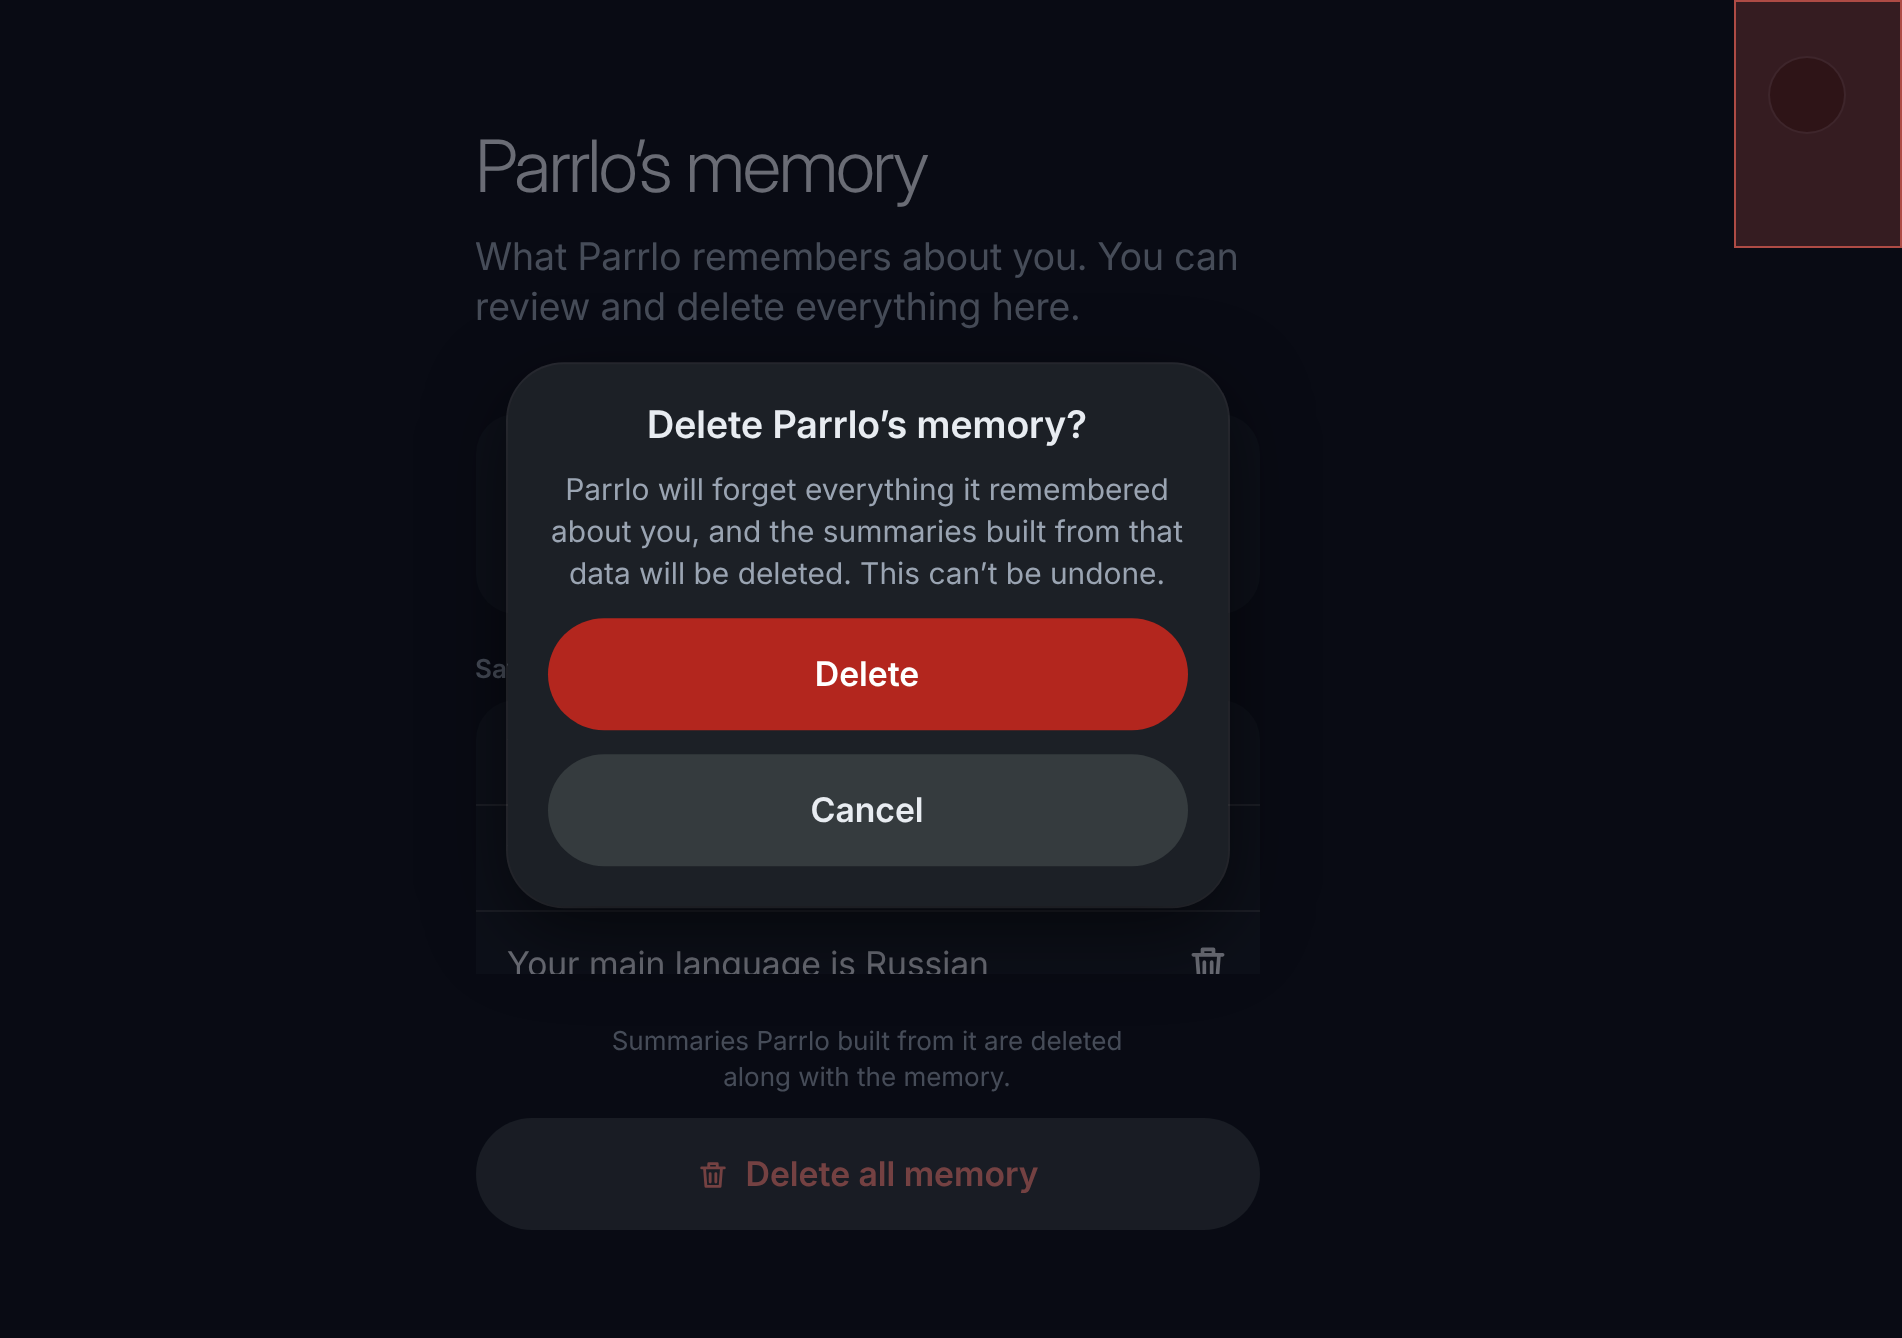 Parrlo’s memory
What Parrlo remembers about you. You can
review and delete everything here.
Delete Parrlo’s memory?
Parrlo will forget everything it remembered
about you, and the summaries built from that
data will be deleted. This can’t be undone.
Delete
Cancel
Your main language is Russian
Summaries Parrlo built from it are deleted
along with the memory.
Delete all memory